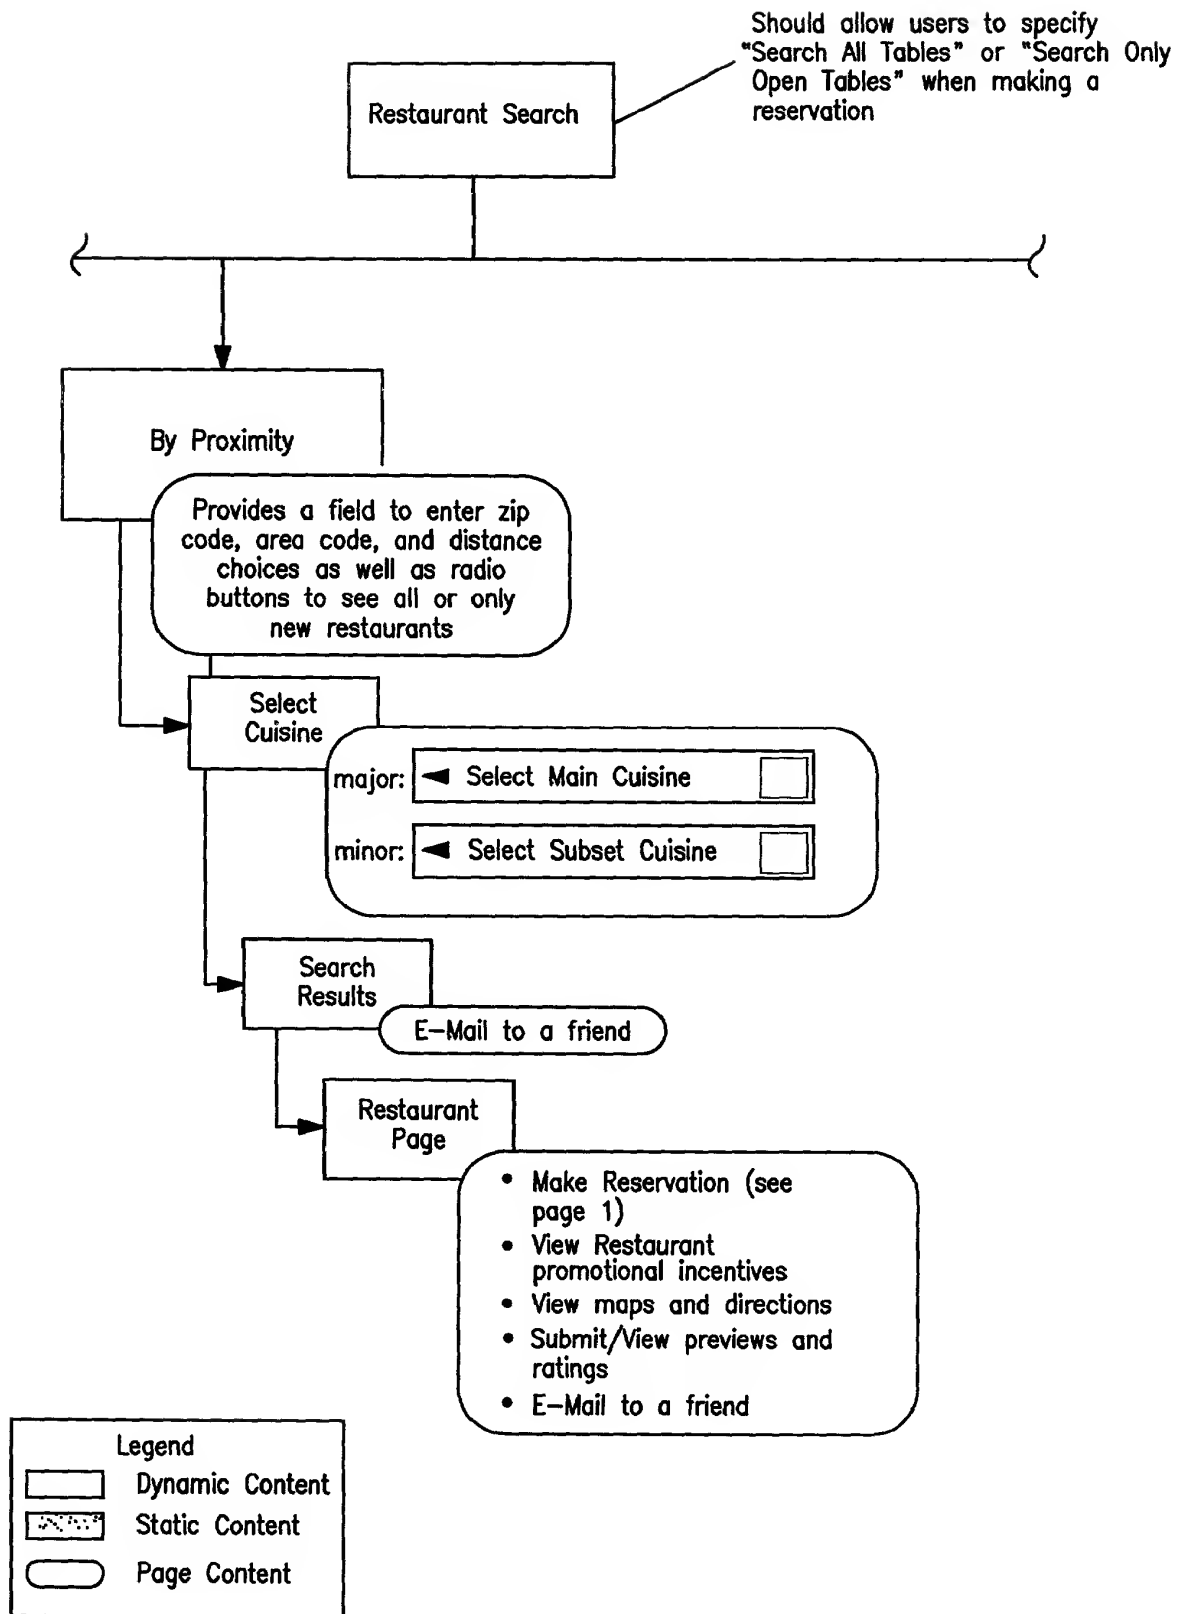 Should allow users to specify
"Search All Tables" or "Search Only
Open Tables" when making a
reservation
Restaurant Search
By Proximity
Provides a field to enter zip
code, area code, and distance
choices as well as radio
buttons to see all or only
new restaurants
Select
Cuisine
major: Select Main Cuisine
minor: Select Subset Cuisine
Search
Results
E-Mail to a friend
Restaurant
Page
• Make Reservation (see
page 1)
• View Restaurant
promotional incentives
• View maps and directions
• Submit/View previews and
ratings
• E-Mail to a friend
Legend
Dynamic Content
Static Content
Page Content